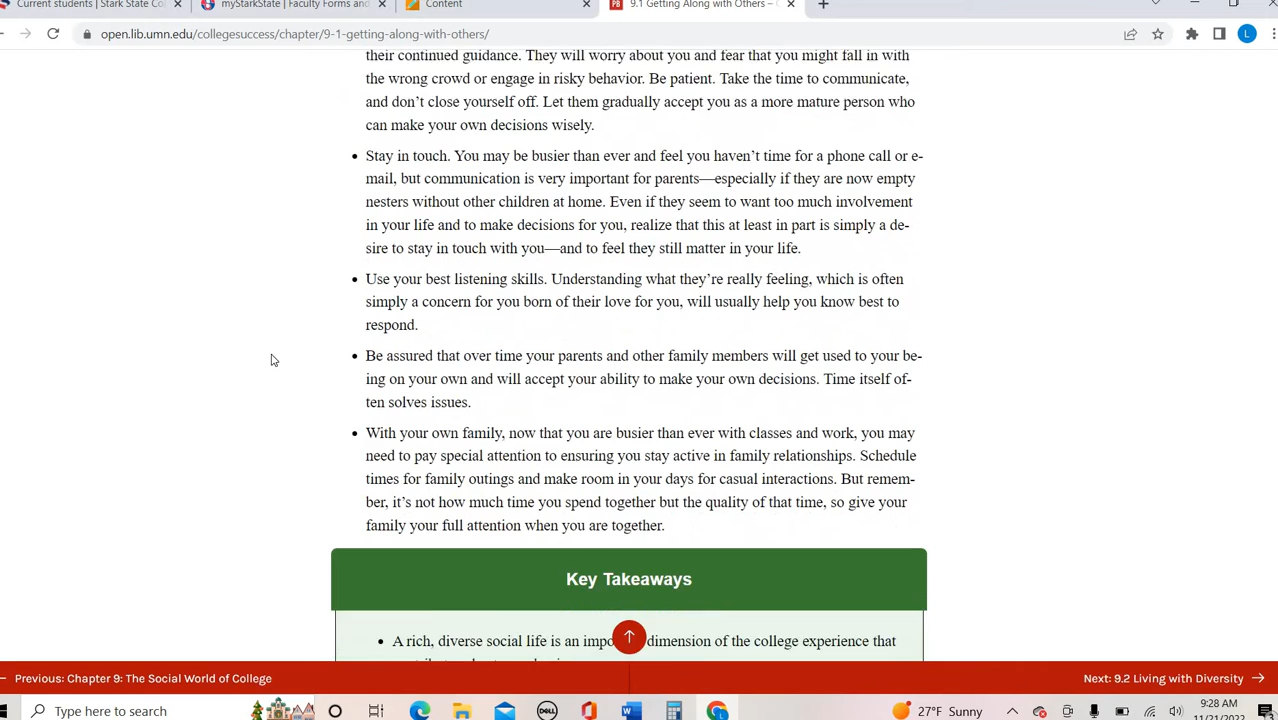 Current students | Stark State Co
myStarkState | Faculty Forms and
Content
9.1 Getting Along with Others –
open.lib.umn.edu/collegesuccess/chapter/9-1-getting-along-with-others/
L
their continued guidance. They will worry about you and fear that you might fall in with
the wrong crowd or engage in risky behavior. Be patient. Take the time to communicate,
and don’t close yourself off. Let them gradually accept you as a more mature person who
can make your own decisions wisely.
• Stay in touch. You may be busier than ever and feel you haven’t time for a phone call or e-
mail, but communication is very important for parents—especially if they are now empty
nesters without other children at home. Even if they seem to want too much involvement
in your life and to make decisions for you, realize that this at least in part is simply a de-
sire to stay in touch with you—and to feel they still matter in your life.
• Use your best listening skills. Understanding what they’re really feeling, which is often
simply a concern for you born of their love for you, will usually help you know best to
respond.
• Be assured that over time your parents and other family members will get used to your be-
ing on your own and will accept your ability to make your own decisions. Time itself of-
ten solves issues.
• With your own family, now that you are busier than ever with classes and work, you may
need to pay special attention to ensuring you stay active in family relationships. Schedule
times for family outings and make room in your days for casual interactions. But remem-
ber, it’s not how much time you spend together but the quality of that time, so give your
family your full attention when you are together.
Key Takeaways
• A rich, diverse social life is an dimension of the college experience that
Previous: Chapter 9: The Social World of College
Next: 9.2 Living with Diversity
Type here to search
DELL
27°F Sunny
9:28 AM